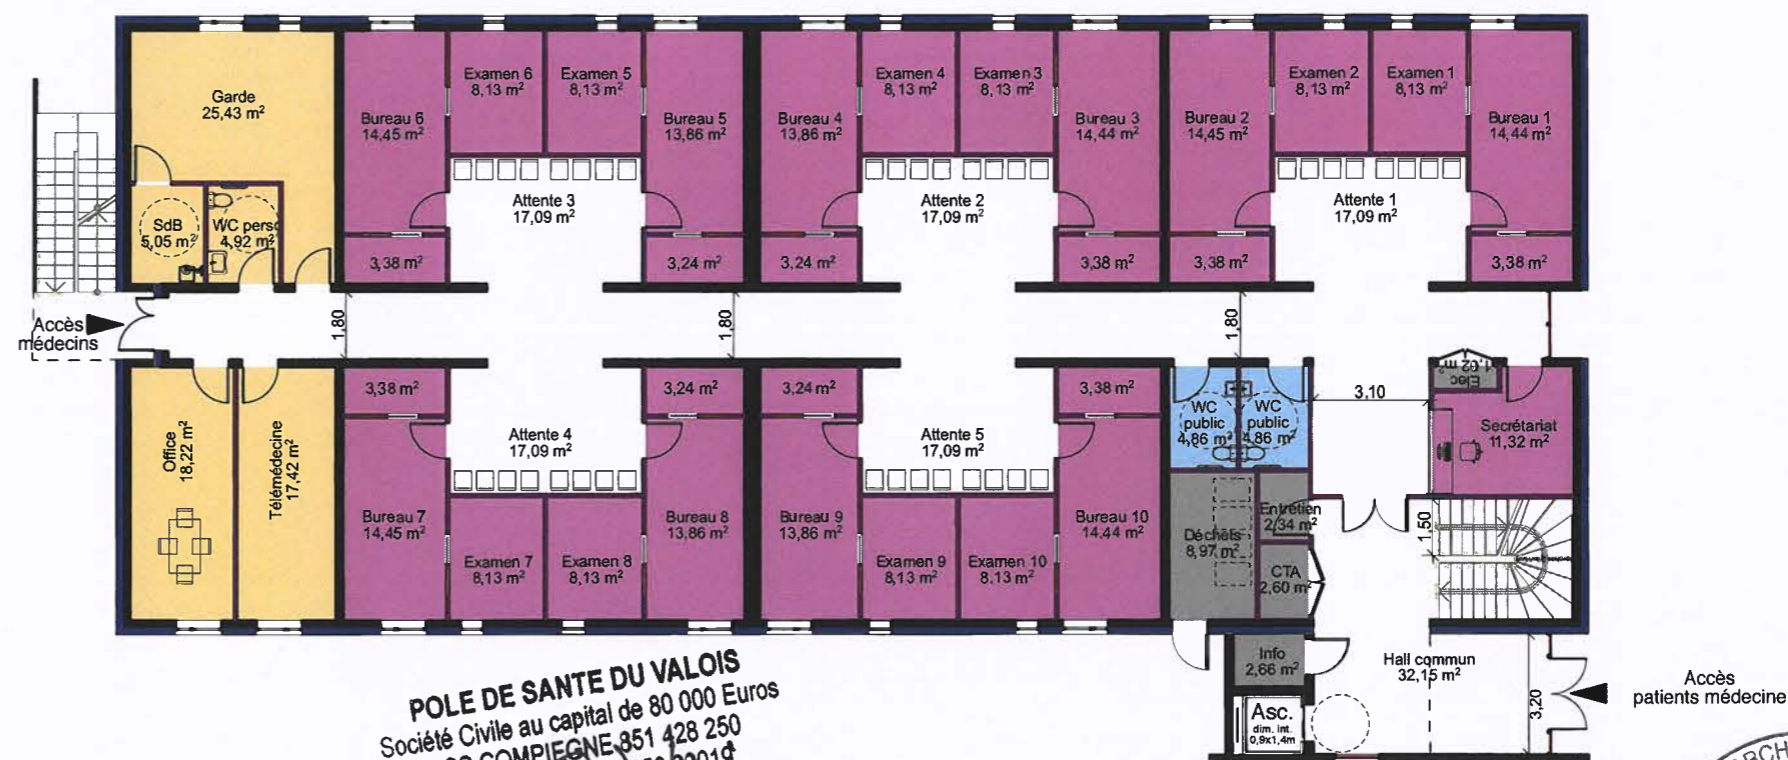 Garde
25,43 m²
Bureau 6
14,45 m²
Examen 6
8,13 m²
Examen 5
8,13 m²
Bureau 5
13,86 m²
Bureau 4
13,86 m²
Examen 4
8,13 m²
Examen 3
8,13 m²
Bureau 3
14,44 m²
Bureau 2
14,45 m²
Examen 2
8,13 m²
Examen 1
8,13 m²
Bureau 1
14,44 m²
Attente 3
17,09 m²
Attente 2
17,09 m²
Attente 1
17,09 m²
SdB
5,05 m²
WC perso
4,92 m²
3,38 m²
3,24 m²
3,24 m²
3,38 m²
3,38 m²
3,38 m²
Accès
médecins
1,80
1,80
1,80
Office
18,22 m²
Télémédecine
17,42 m²
3,38 m²
3,24 m²
3,24 m²
3,38 m²
Attente 4
17,09 m²
Attente 5
17,09 m²
WC
public
4,86 m²
WC
public
4,86 m²
3,10
Elec
1,02 m²
Secrétariat
11,32 m²
Bureau 7
14,45 m²
Examen 7
8,13 m²
Examen 8
8,13 m²
Bureau 8
13,86 m²
Bureau 9
13,86 m²
Examen 9
8,13 m²
Examen 10
8,13 m²
Bureau 10
14,44 m²
Déchets
8,97 m²
Entretien
2,34 m²
CTA
2,60 m²
1,50
Info
2,66 m²
Hall commun
32,15 m²
3,20
Asc.
dim. int.
0,9x1,4m
Accès
patients médecine
POLE DE SANTE DU VALOIS
Société Civile au capital de 80 000 Euros
COMPIEGNE 851 428 250
ARCH